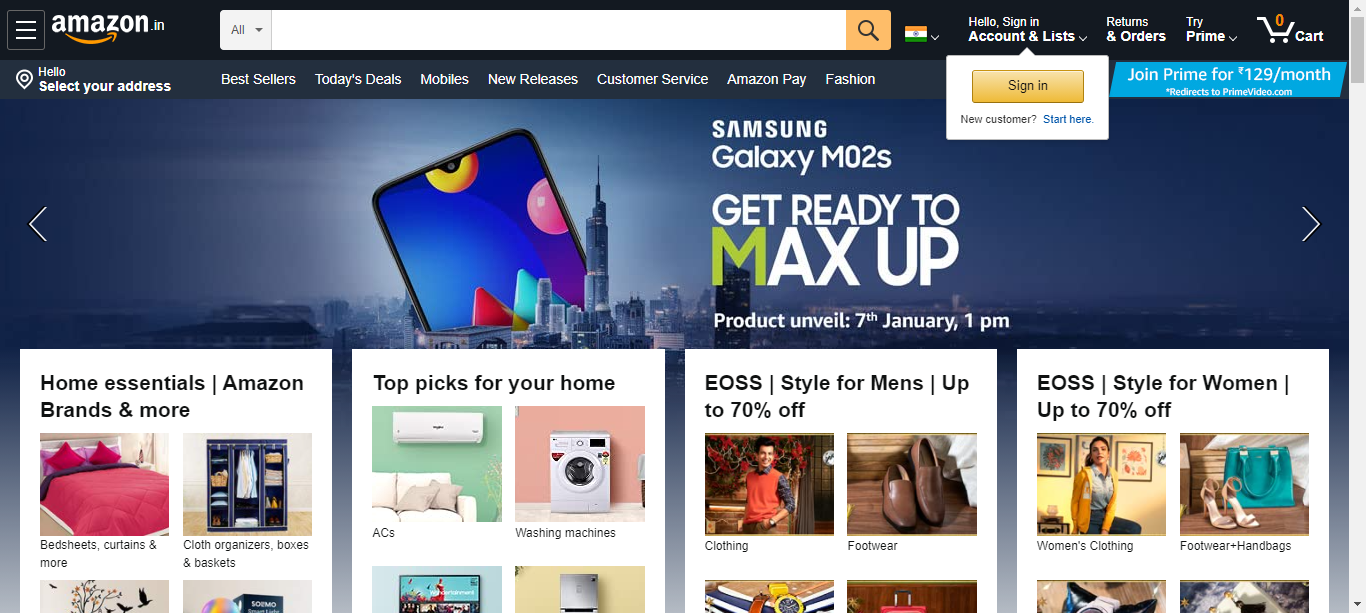 amazon.in
All
Hello, Sign in
Account & Lists
Returns
& Orders
Try
Prime
0
Cart
Hello
Select your address
Best Sellers
Today's Deals
Mobiles
New Releases
Customer Service
Amazon Pay
Fashion
Sign in
New customer? Start here.
Join Prime for ₹129/month
*Redirects to PrimeVideo.com
SAMSUNG
Galaxy M02s
GET READY TO
MAX UP
Product unveil: 7th January, 1 pm
Home essentials | Amazon
Brands & more
Bedsheets, curtains &
more
Cloth organizers, boxes
& baskets
Top picks for your home
ACs
Washing machines
EOSS | Style for Mens | Up
to 70% off
Clothing
Footwear
EOSS | Style for Women |
Up to 70% off
Women's Clothing
Footwear+Handbags